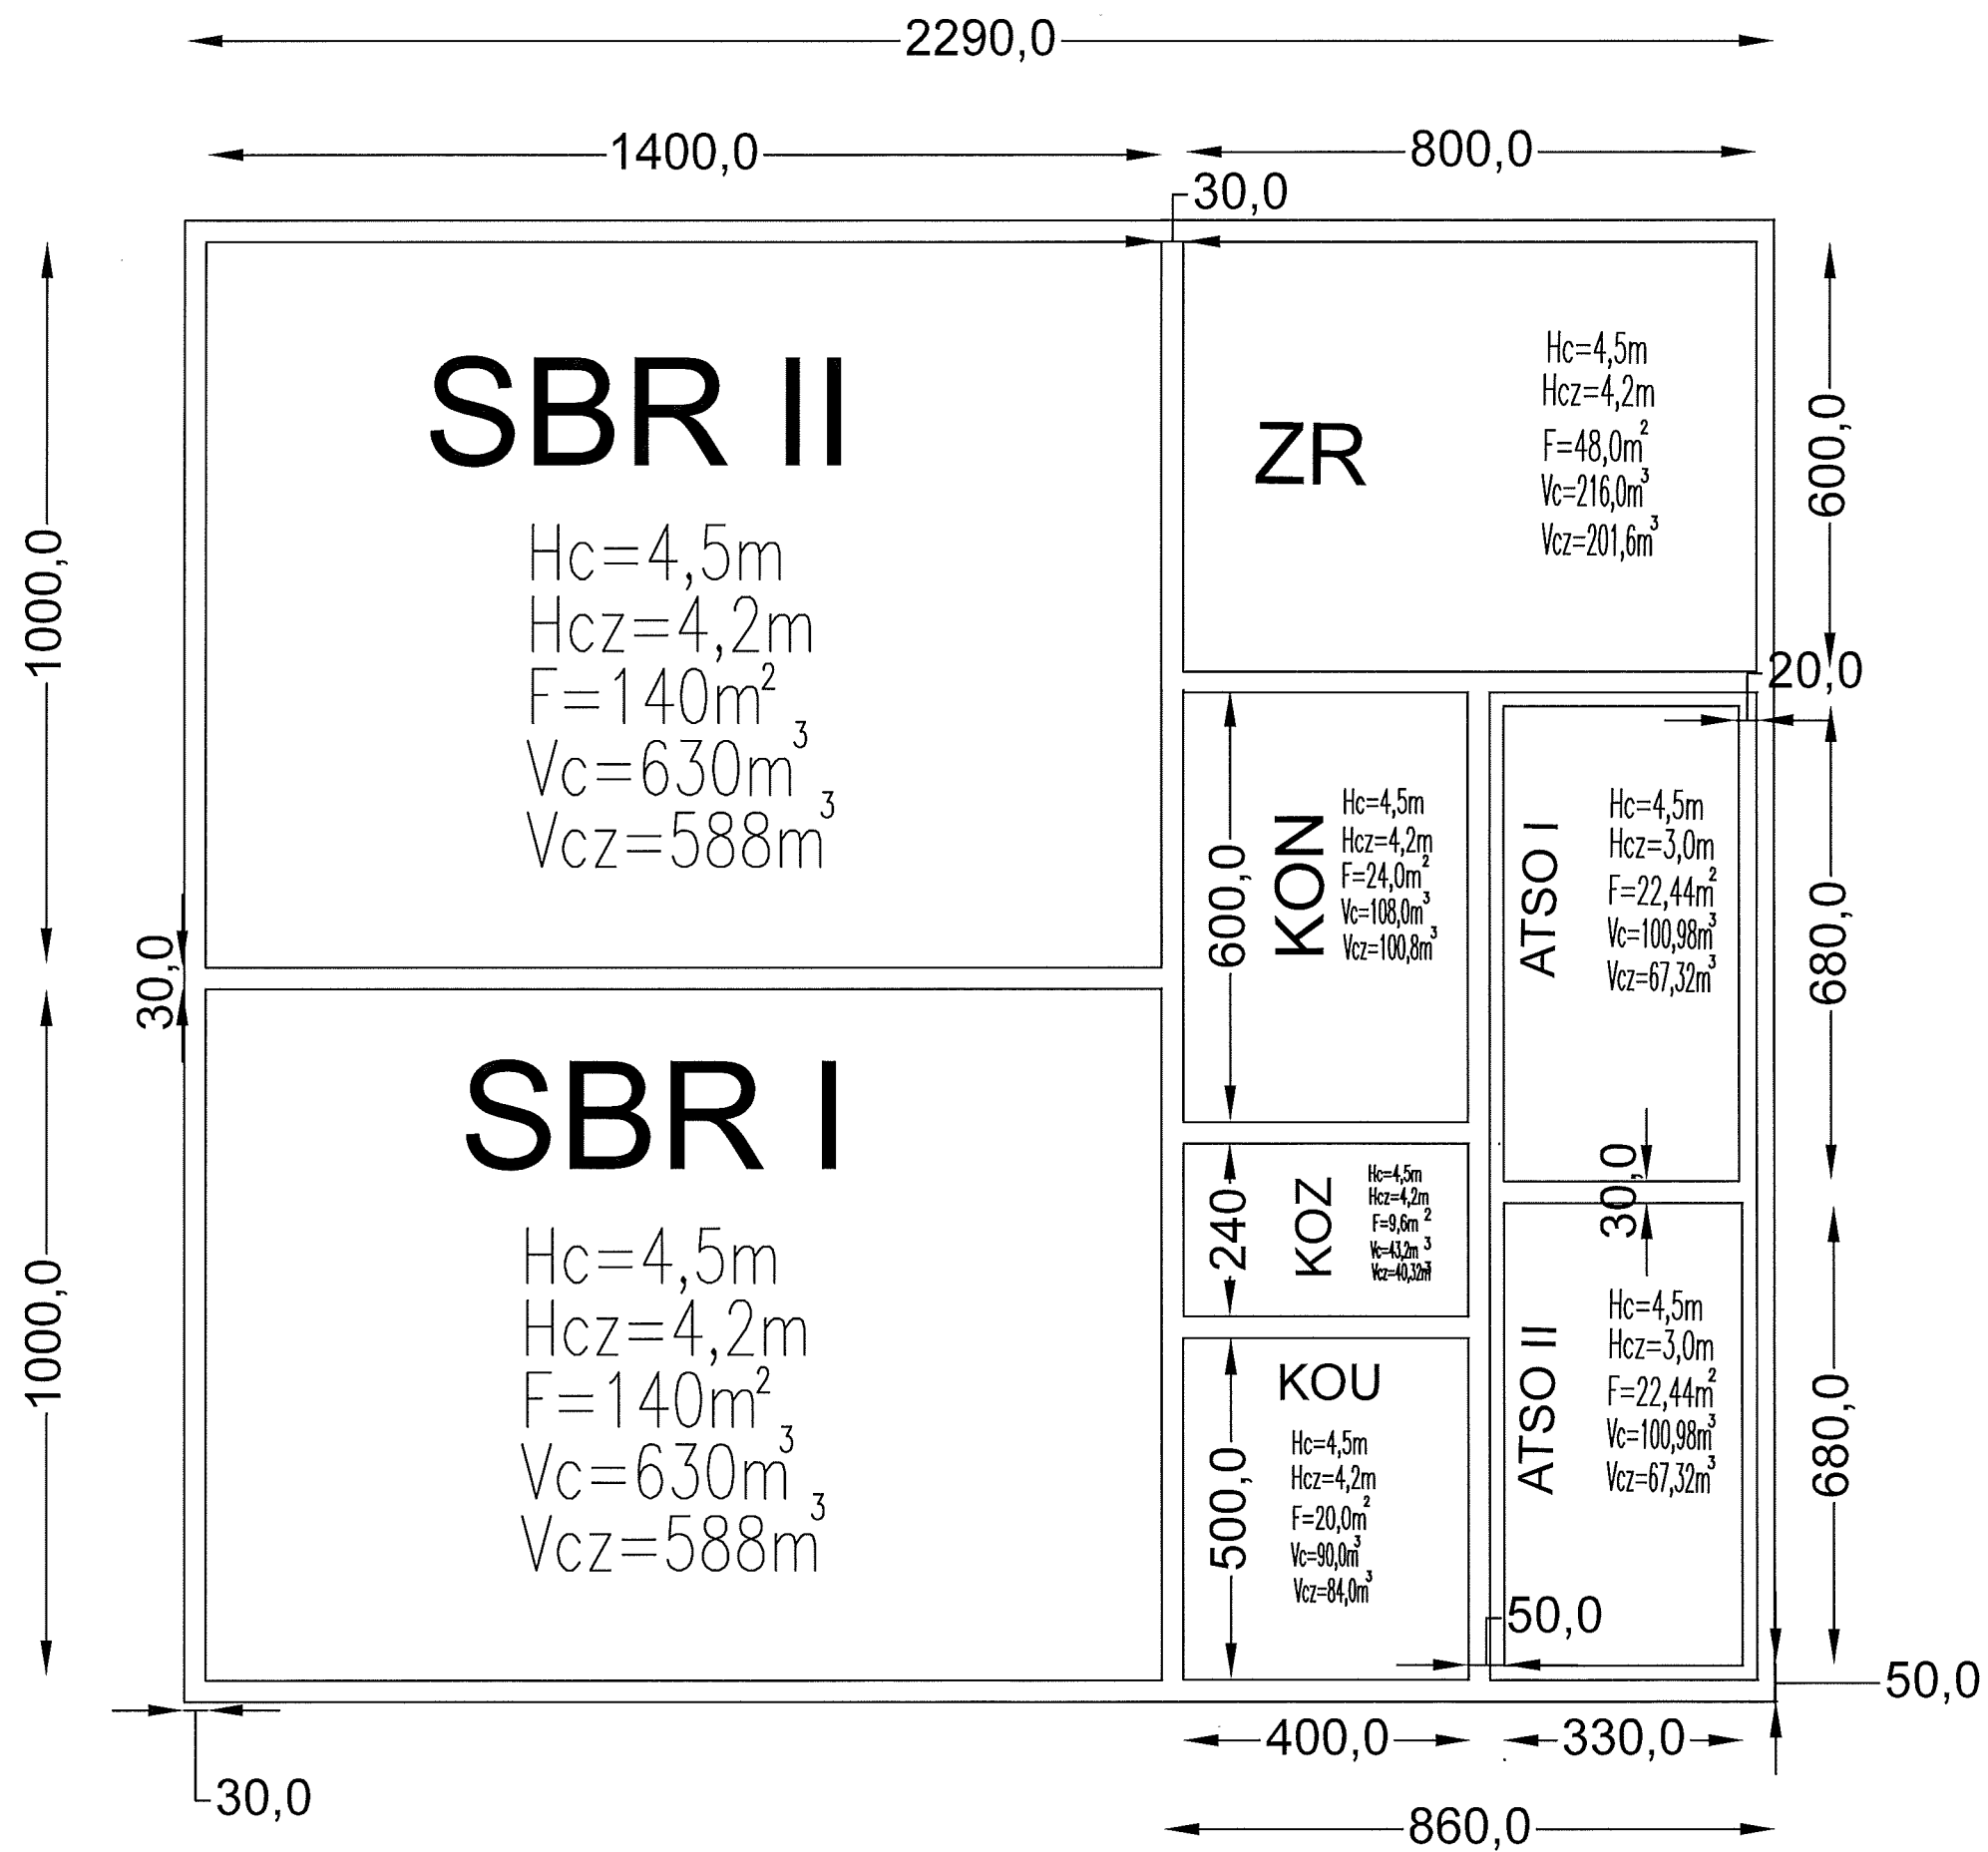 2290,0
1400,0
800,0
30,0
1000,0
SBR II
Hc=4,5m
Hcz=4,2m
F=140m²
Vc=630m³
Vcz=588m³
ZR
Hc=4,5m
Hcz=4,2m
F=48,0m²
Vc=216,0m³
Vcz=201,6m³
600,0
20,0
600,0
KON
Hc=4,5m
Hcz=4,2m
F=24,0m²
Vc=108,0m³
Vcz=100,8m³
ATSO I
Hc=4,5m
Hcz=3,0m
F=22,44m²
Vc=100,98m³
Vcz=67,32m³
680,0
30,0
1000,0
SBR I
Hc=4,5m
Hcz=4,2m
F=140m²
Vc=630m³
Vcz=588m³
240
KOZ
Hc=4,5m
Hcz=4,2m
F=9,6m²
Vc=43,2m³
Vcz=40,32m³
30,0
500,0
KOU
Hc=4,5m
Hcz=4,2m
F=20,0m²
Vc=90,0m³
Vcz=84,0m³
ATSO II
Hc=4,5m
Hcz=3,0m
F=22,44m²
Vc=100,98m³
Vcz=67,32m³
680,0
50,0
50,0
400,0
330,0
30,0
860,0